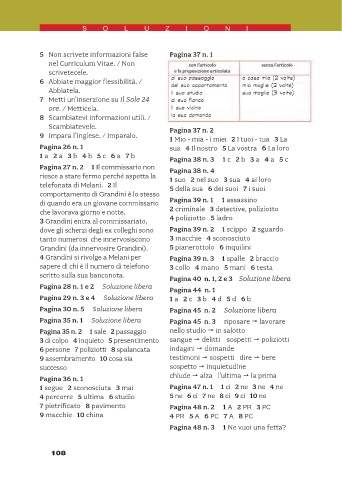 SOLUZIONI
5 Non scrivete informazioni false
nel Curriculum Vitae. / Non
scrivetecele.
6 Abbiate maggior flessibilità. /
Abbiatela.
7 Metti un'inserzione su Il Sole 24
ore. / Metticela.
8 Scambiatevi informazioni utili. /
Scambiatevele.
9 Impara l'inglese. / Imparalo.
Pagina 26 n. 1
1 a 2 a 3 b 4 b 5 c 6 a 7 b
Pagina 27 n. 2 1 Il commissario non
riesce a stare fermo perché aspetta la
telefonata di Melani. 2 Il
comportamento di Grandini è lo stesso
di quando era un giovane commissario
che lavorava giorno e notte.
3 Grandini entra al commissariato,
dove gli scherzi degli ex colleghi sono
tanto numerosi che innervosiscono
Grandini (da innervosire Grandini).
4 Grandini si rivolge a Melani per
sapere di chi è il numero di telefono
scritto sulla sua banconota.
Pagina 28 n. 1 e 2 Soluzione libera
Pagina 29 n. 3 e 4 Soluzione libera
Pagina 30 n. 5 Soluzione libera
Pagina 35 n. 1 Soluzione libera
Pagina 35 n. 2 1 sale 2 passaggio
3 di colpo 4 inquieto 5 presentimento
6 persone 7 poliziotti 8 spalancata
9 assembramento 10 cosa sia
successo
Pagina 36 n. 1
1 segue 2 sconosciuta 3 mai
4 percorre 5 ultima 6 studio
7 pietrificato 8 pavimento
9 macchie 10 china
Pagina 37 n. 1
con l'articolo
o la preposizione articolata
senza l'articolo
al suo passaggio
del suo appartamento
il suo studio
al suo fianco
il suo vicino
la sua domanda
a casa mia (2 volte)
mia moglie (2 volte)
sua moglie (3 volte)
Pagina 37 n. 2
1 Mio - mia - i miei 2 I tuoi - tua 3 La
sua 4 Il nostro 5 La vostra 6 La loro
Pagina 38 n. 3 1 c 2 b 3 a 4 a 5 c
Pagina 38 n. 4
1 suo 2 nel suo 3 sua 4 ai loro
5 della sua 6 dei suoi 7 i suoi
Pagina 39 n. 1 1 assassino
2 criminale 3 detective, poliziotto
4 poliziotto 5 ladro
Pagina 39 n. 2 1 scippo 2 sguardo
3 macchie 4 sconosciuto
5 pianerottolo 6 inquilini
Pagina 39 n. 3 1 spalle 2 braccio
3 collo 4 mano 5 mani 6 testa
Pagina 40 n. 1, 2 e 3 Soluzione libera
Pagina 44 n. 1
1 a 2 c 3 b 4 d 5 d 6 b
Pagina 45 n. 2 Soluzione libera
Pagina 45 n. 3 riposare → lavorare
nello studio → in salotto
sangue → delitti sospetti → poliziotti
indagini → domande
testimoni → sospetti dire → bere
sospetto → inquietudine
chiude → alza l'ultima → la prima
Pagina 47 n. 1 1 ci 2 ne 3 ne 4 ne
5 ne 6 ci 7 ne 8 ci 9 ci 10 ne
Pagina 48 n. 2 1 A 2 PR 3 PC
4 PR 5 A 6 PC 7 A 8 PC
Pagina 48 n. 3 1 Ne vuoi una fetta?
108